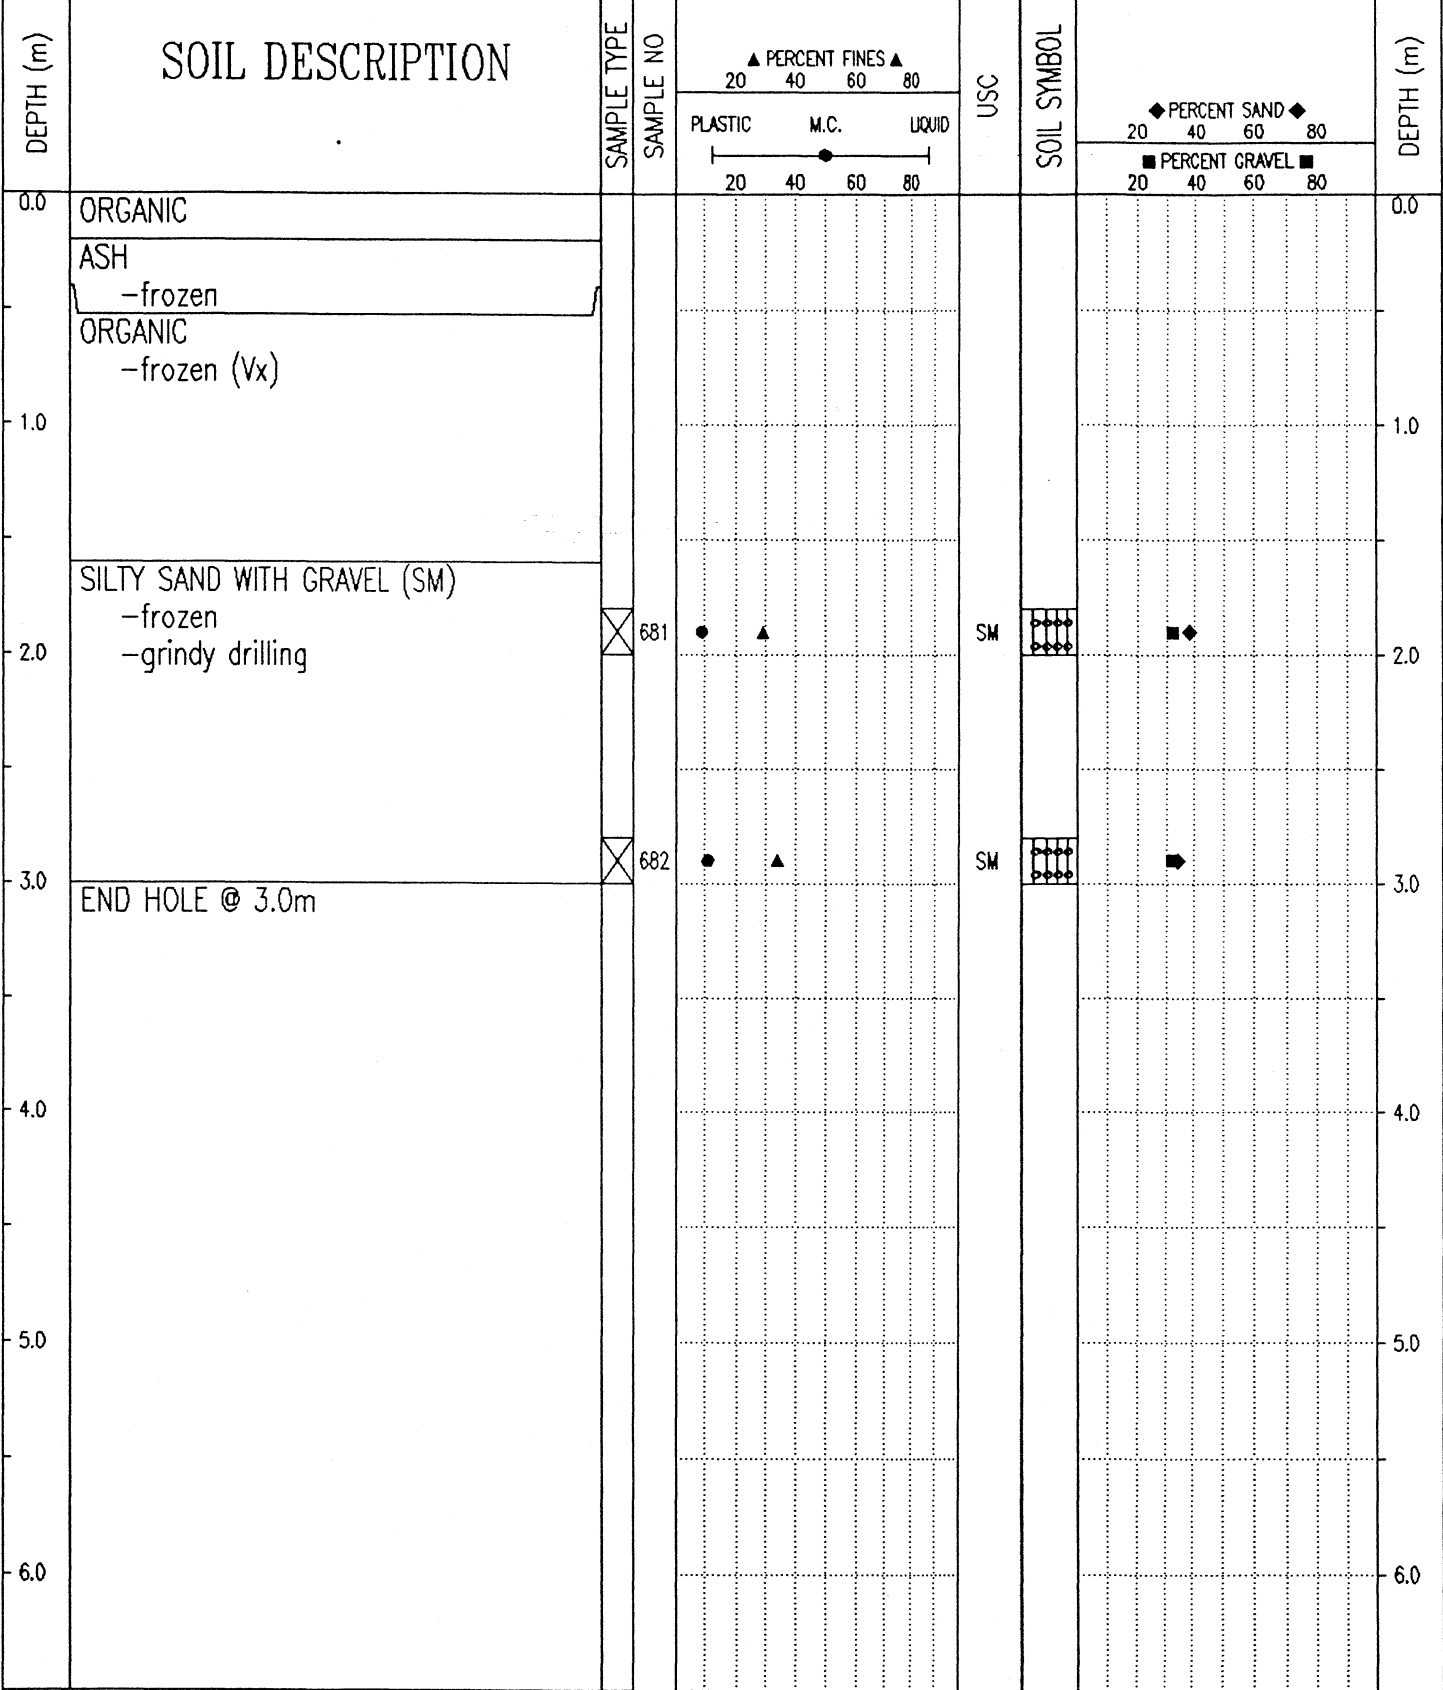 DEPTH (m)
SOIL DESCRIPTION
SAMPLE TYPE
SAMPLE NO
▲ PERCENT FINES ▲
20 40 60 80
PLASTIC M.C. LIQUID
20 40 60 80
USC
SOIL SYMBOL
◆ PERCENT SAND ◆
20 40 60 80
■ PERCENT GRAVEL ■
20 40 60 80
DEPTH (m)
0.0 ORGANIC 0.0
ASH
-frozen
ORGANIC
-frozen (Vx)
1.0 1.0
SILTY SAND WITH GRAVEL (SM)
-frozen 681 SM
2.0 -grindy drilling 2.0
682 SM
3.0 3.0
END HOLE @ 3.0m
4.0 4.0
5.0 5.0
6.0 6.0